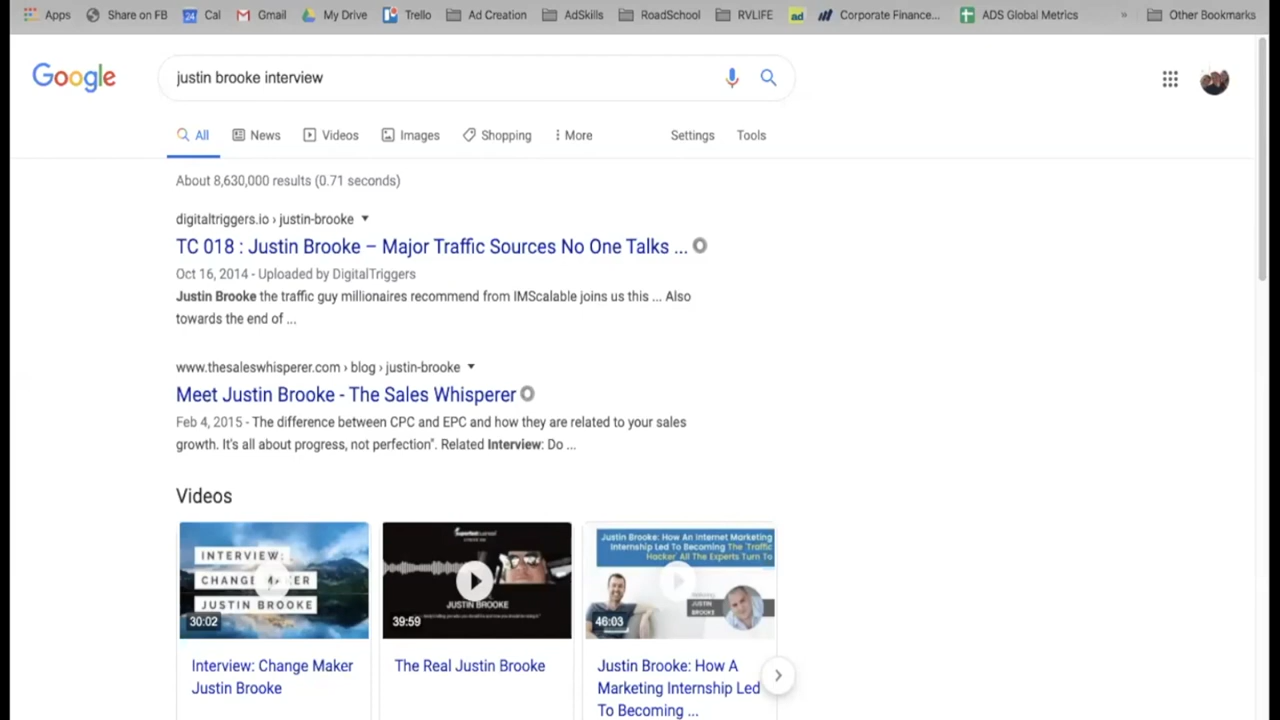 Apps Share on FB 24 Cal Gmail My Drive Trello Ad Creation AdSkills RoadSchool RVLIFE ad Corporate Finance... ADS Global Metrics » Other Bookmarks
Google
justin brooke interview
All News Videos Images Shopping More Settings Tools
About 8,630,000 results (0.71 seconds)
digitaltriggers.io › justin-brooke
TC 018 : Justin Brooke – Major Traffic Sources No One Talks ...
Oct 16, 2014 - Uploaded by DigitalTriggers
Justin Brooke the traffic guy millionaires recommend from IMScalable joins us this ... Also
towards the end of ...
www.thesaleswhisperer.com › blog › justin-brooke
Meet Justin Brooke - The Sales Whisperer
Feb 4, 2015 - The difference between CPC and EPC and how they are related to your sales
growth. It's all about progress, not perfection". Related Interview: Do ...
Videos
INTERVIEW:
CHANGE MAKER
JUSTIN BROOKE
30:02
JUSTIN BROOKE
39:59
Justin Brooke: How An Internet Marketing
Internship Led To Becoming The 'Traffic
Hacker' All The Experts Turn To
JUSTIN
BROOKE
46:03
Interview: Change Maker
Justin Brooke
The Real Justin Brooke
Justin Brooke: How A
Marketing Internship Led
To Becoming ...